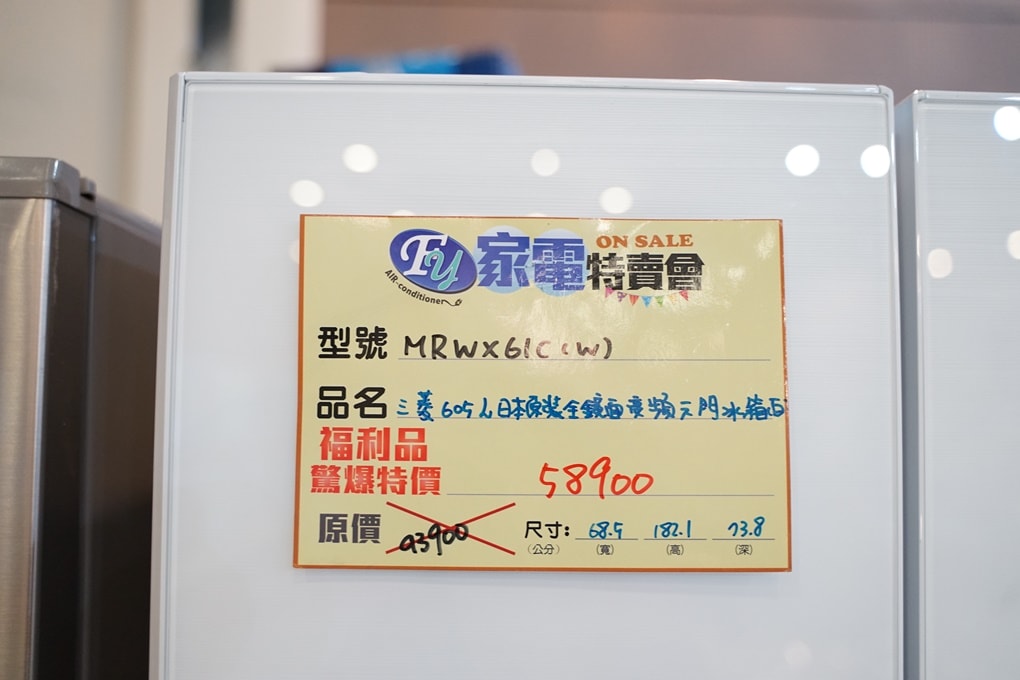 Fy 家電 ON SALE
AIR-conditioner 特賣會
型號 MRWX61C(W)
品名 三菱605L日本原裝全鏡面變頻六門冰箱白
福利品
驚爆特價 58900
原價 93900 尺寸: 68.5 182.1 73.8
(公分) (寬) (高) (深)